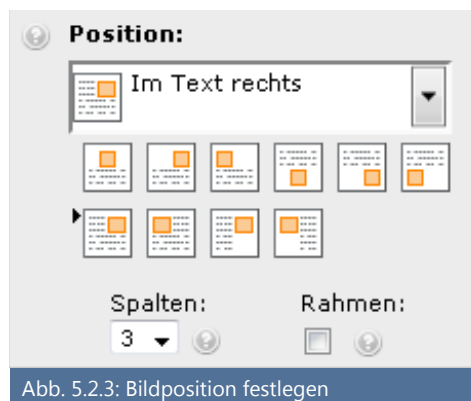 Position:
Im Text rechts
Spalten:
Rahmen:
3
Abb. 5.2.3: Bildposition festlegen